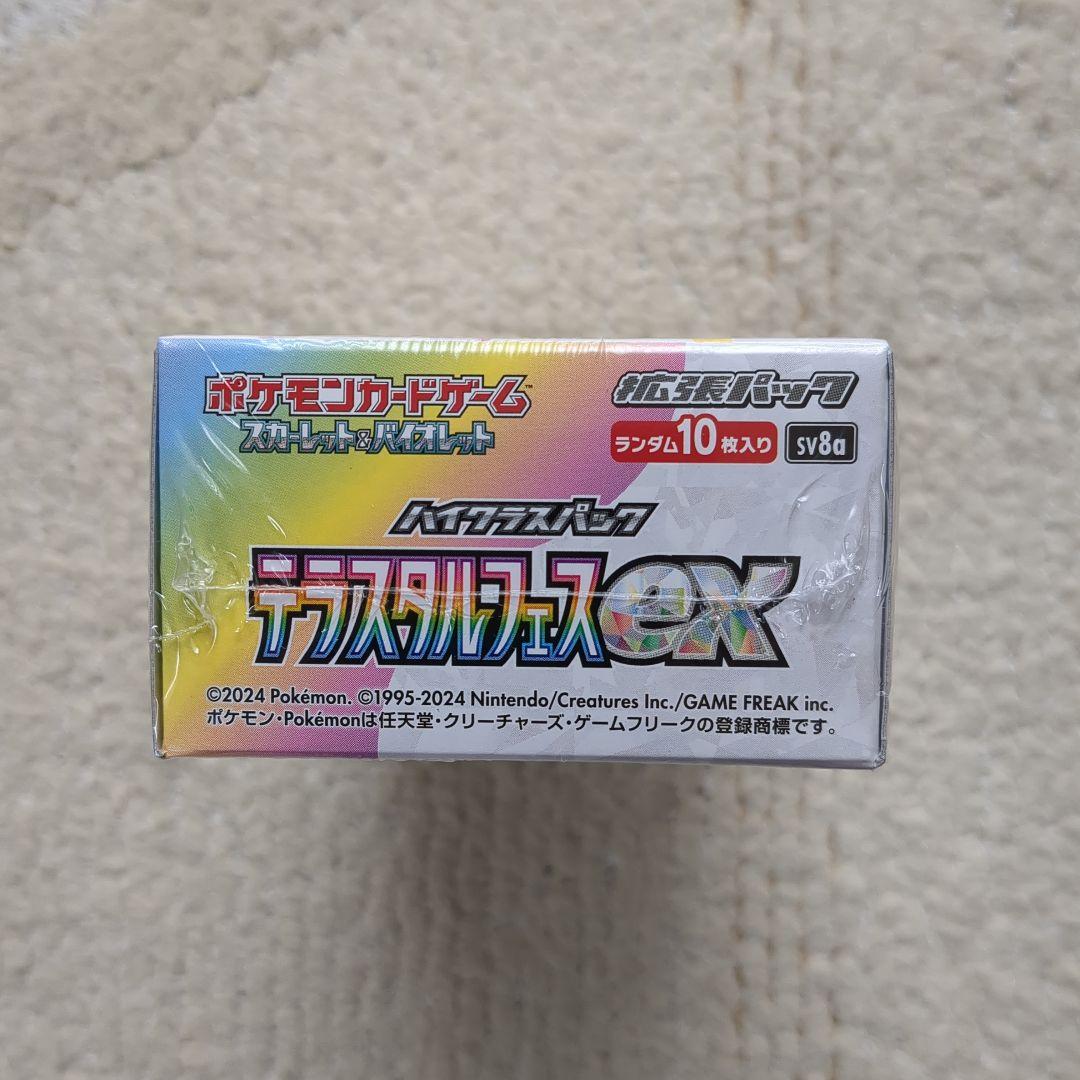 ポケモンカードゲーム™
スカーレット&バイオレット
拡張パック
ランダム10枚入り
SV8a
ハイクラスパック
テラスタルフェスex
©2024 Pokémon. ©1995-2024 Nintendo/Creatures Inc./GAME FREAK inc.
ポケモン・Pokémonは任天堂・クリーチャーズ・ゲームフリークの登録商標です。